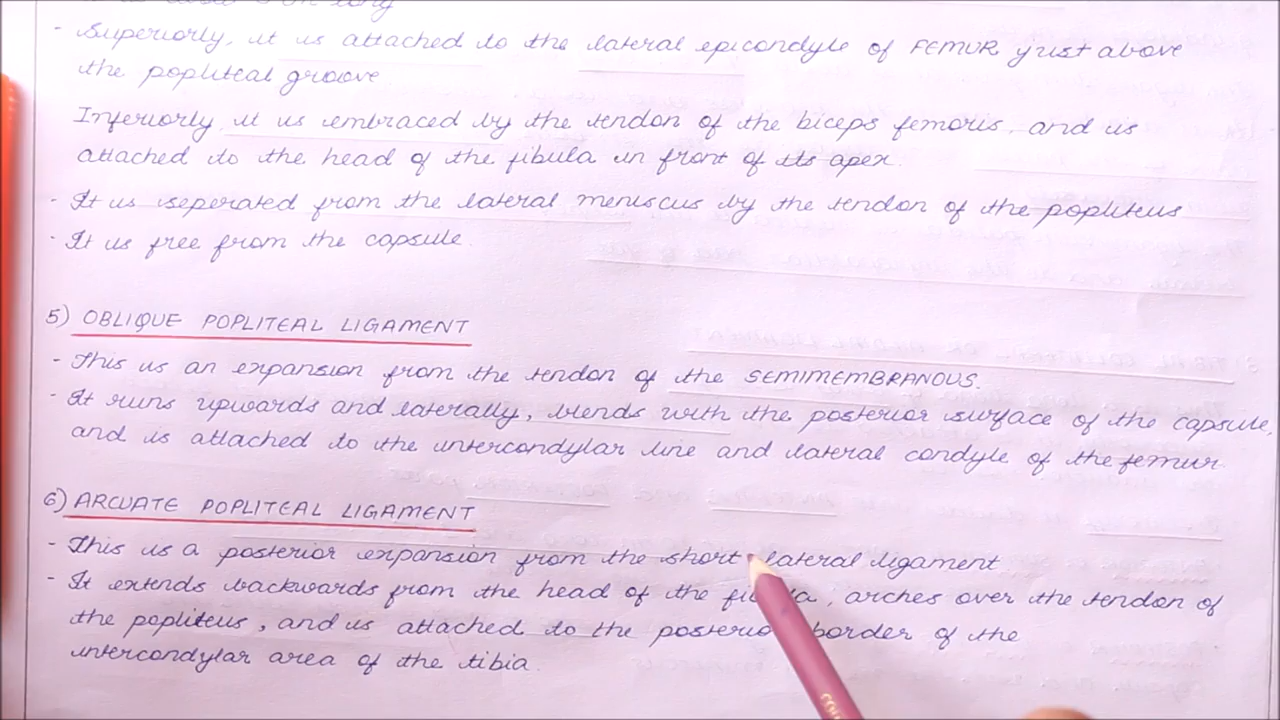 - Superiorly, it is attached to the lateral epicondyle of FEMUR just above
the popliteal groove.
Inferiorly, it is embraced by the tendon of the biceps femoris, and is
attached to the head of the fibula in front of its apex.
- It is seperated from the lateral meniscus by the tendon of the popliteus
- It is free from the capsule.
5) OBLIQUE POPLITEAL LIGAMENT
- This is an expansion from the tendon of the SEMIMEMBRANOUS.
- It runs upwards and laterally, blends with the posterior surface of the capsule,
and is attached to the intercondylar line and lateral condyle of the femur.
6) ARCUATE POPLITEAL LIGAMENT
- This is a posterior expansion from the short lateral ligament
- It extends backwards from the head of the fibula, arches over the tendon of
the popliteus, and is attached to the posterior border of the
intercondylar area of the tibia.